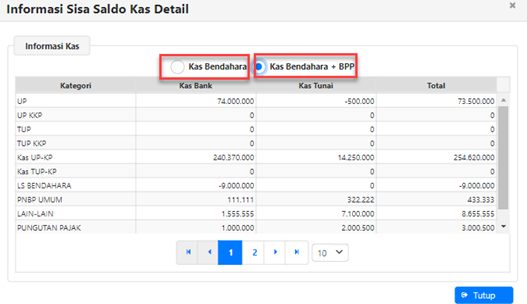 Informasi Sisa Saldo Kas Detail
Informasi Kas
Kas Bendahara Kas Bendahara + BPP
Kategori Kas Bank Kas Tunai Total
UP 74.000.000 -500.000 73.500.000
UP KKP 0 0 0
TUP 0 0 0
TUP KKP 0 0 0
Kas UP-KP 240.370.000 14.250.000 254.620.000
Kas TUP-KP 0 0 0
LS BENDAHARA -9.000.000 0 -9.000.000
PNBP UMUM 111.111 322.222 433.333
LAIN-LAIN 1.555.555 7.100.000 8.655.555
PUNGUTAN PAJAK 1.000.000 2.000.500 3.000.500
1 2 10
Tutup